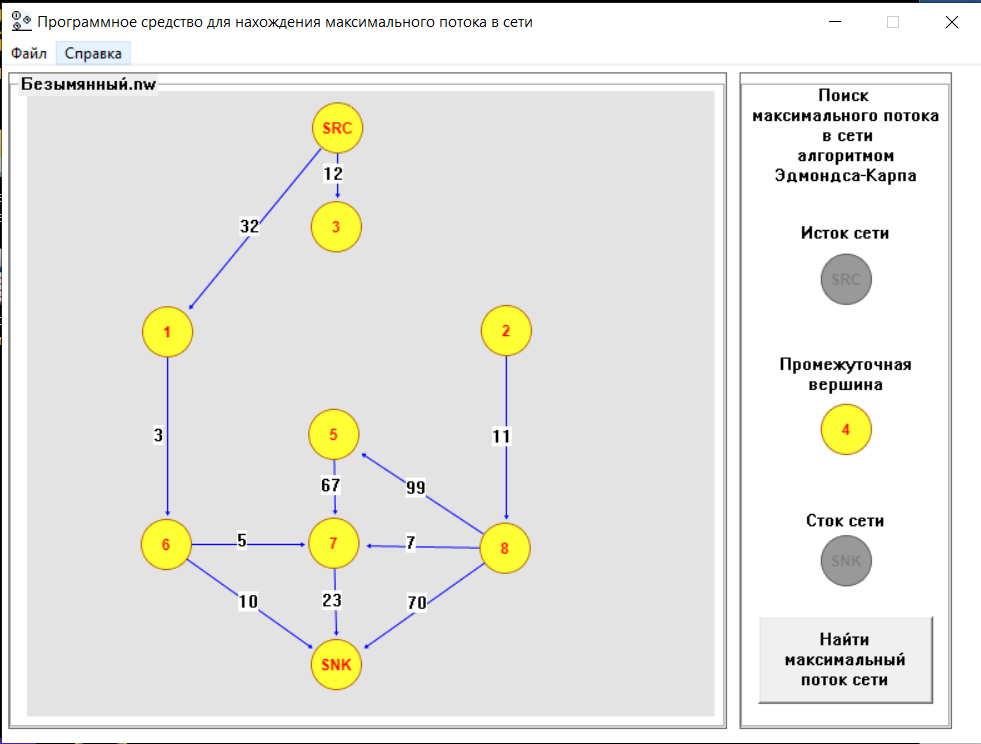 Программное средство для нахождения максимального потока в сети
Файл Справка
Безымянный.nw
SRC
12
32
3
1
2
3
5
11
67
99
6
5
7
7
8
10
23
70
SNK
Поиск
максимального потока
в сети
алгоритмом
Эдмондса-Карпа
Исток сети
SRC
Промежуточная
вершина
4
Сток сети
SNK
Найти
максимальный
поток сети